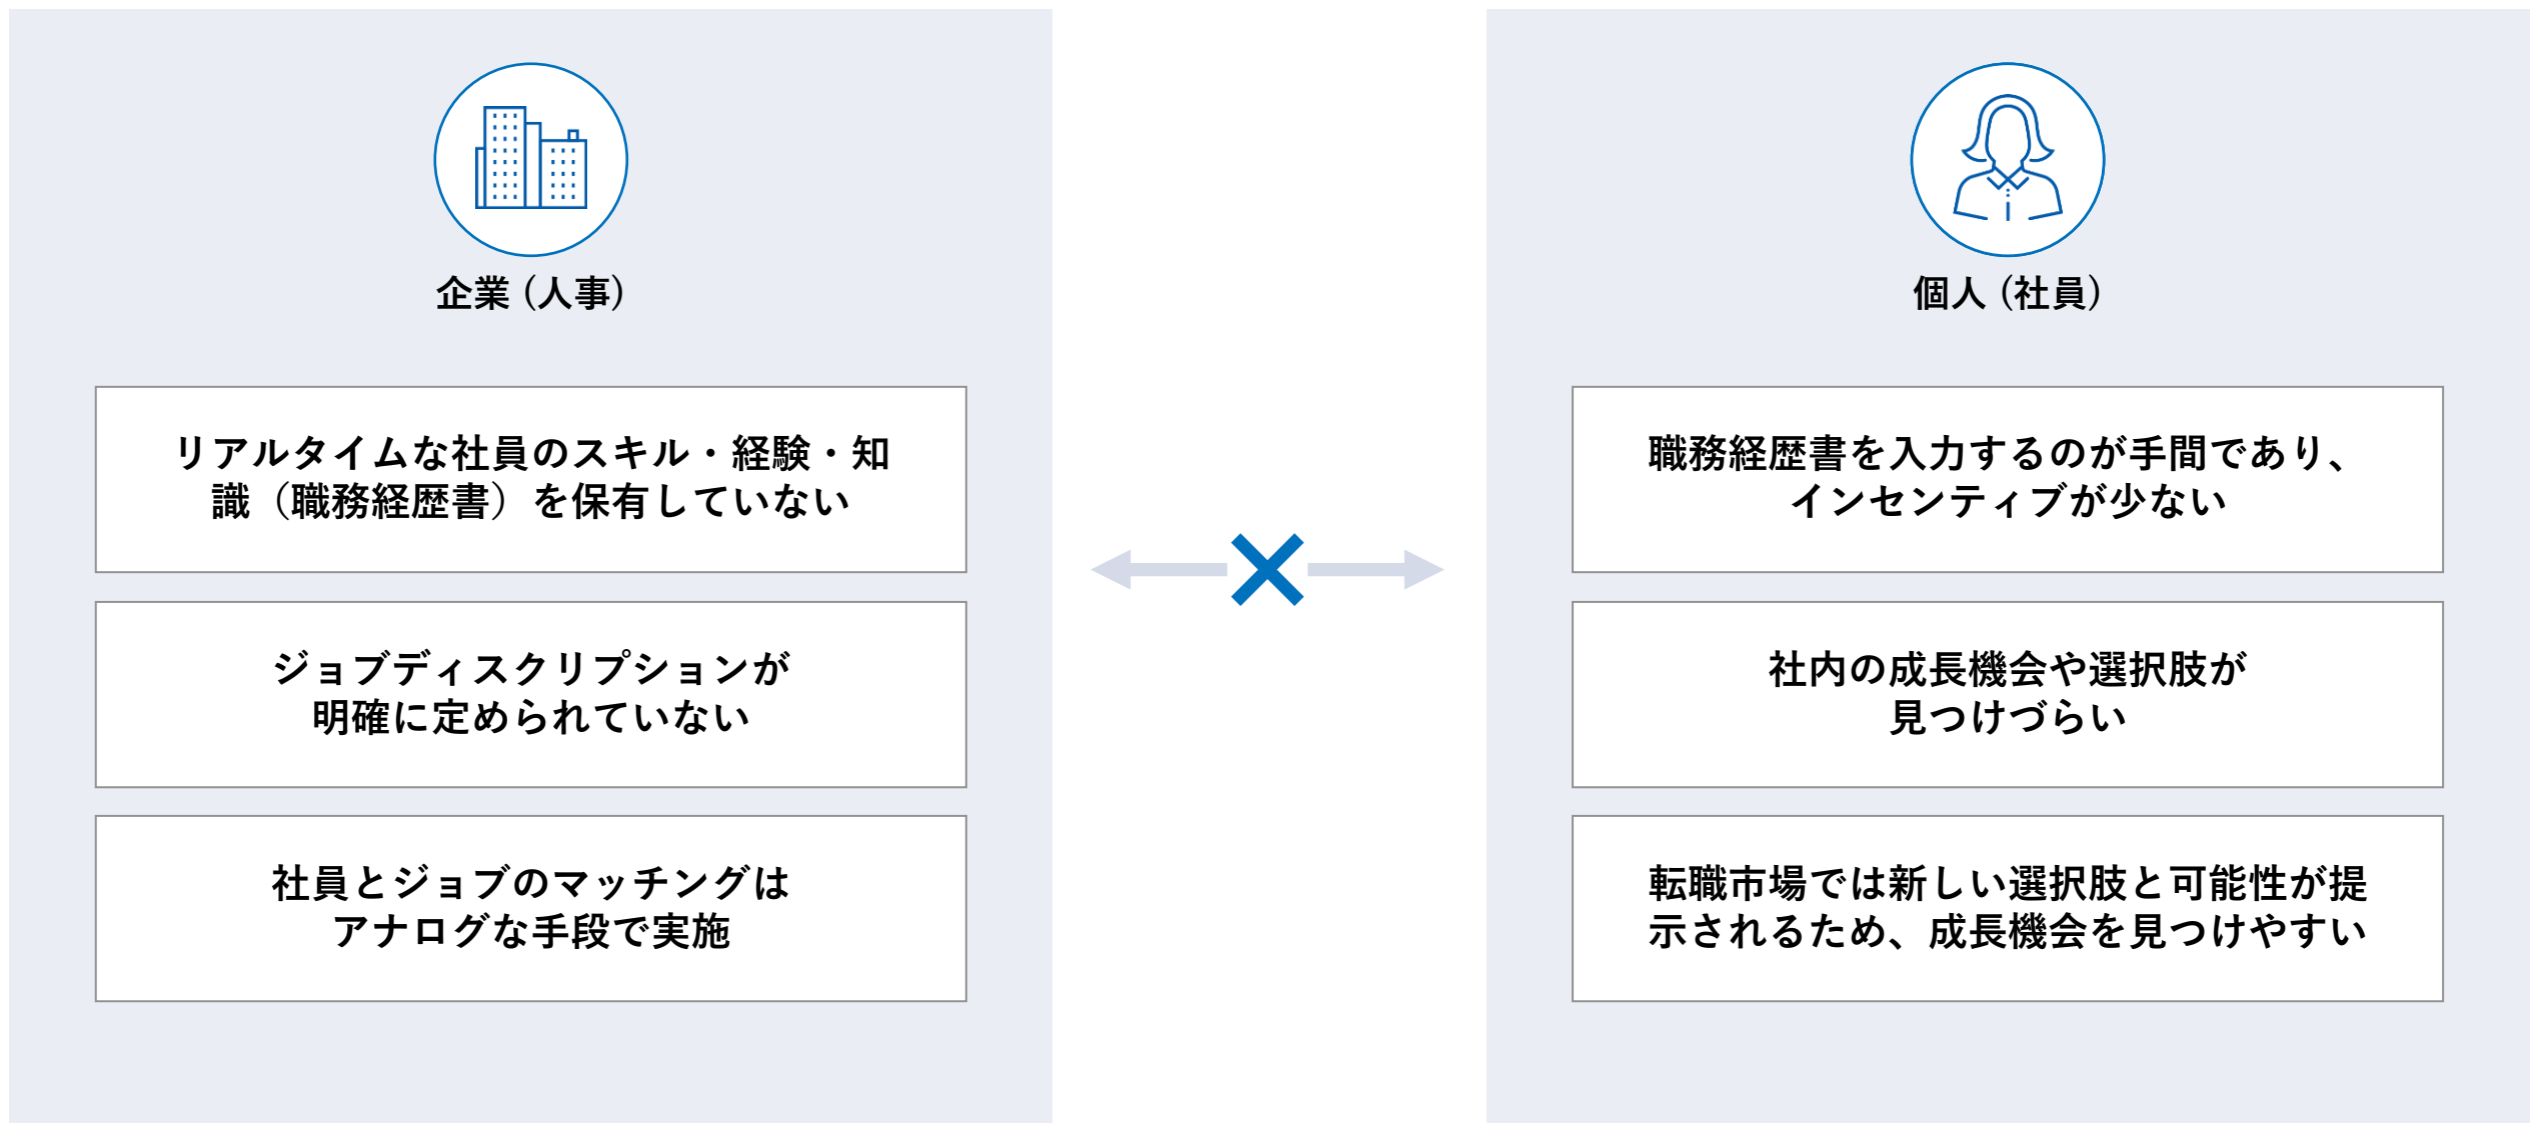 企業 (人事)
リアルタイムな社員のスキル・経験・知
識（職務経歴書）を保有していない
ジョブディスクリプションが
明確に定められていない
社員とジョブのマッチングは
アナログな手段で実施
個人 (社員)
職務経歴書を入力するのが手間であり、
インセンティブが少ない
社内の成長機会や選択肢が
見つけづらい
転職市場では新しい選択肢と可能性が提
示されるため、成長機会を見つけやすい